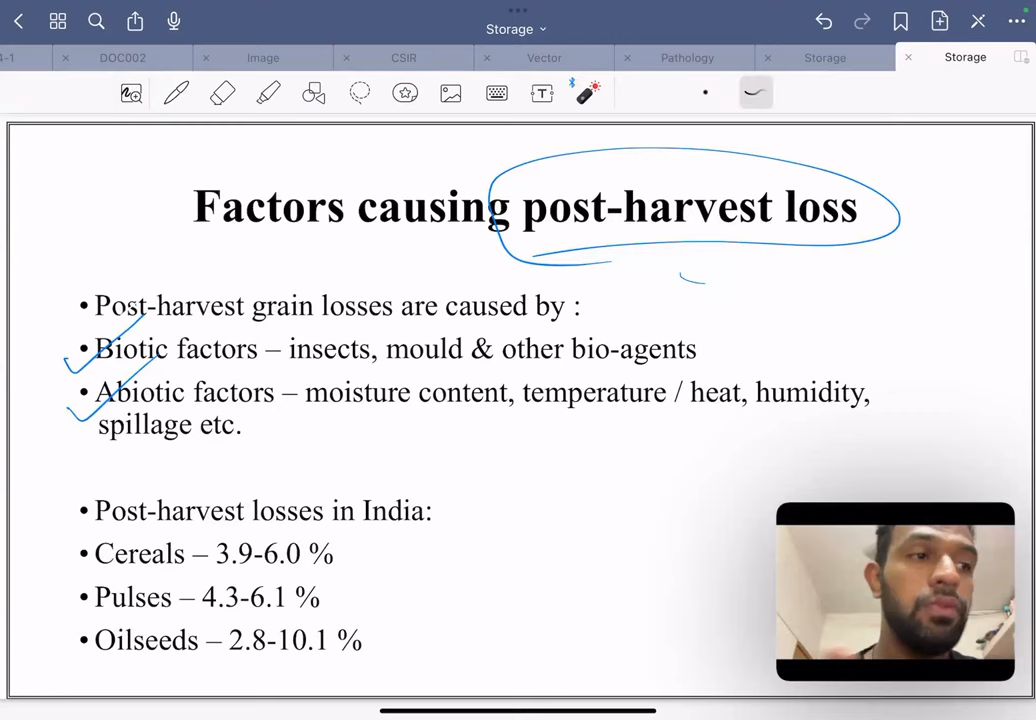 Storage
4-1
DOC002
Image
CSIR
Vector
Pathology
Storage
Storage
Factors causing post-harvest loss
• Post-harvest grain losses are caused by :
• Biotic factors – insects, mould & other bio-agents
• Abiotic factors – moisture content, temperature / heat, humidity,
spillage etc.
• Post-harvest losses in India:
• Cereals – 3.9-6.0 %
• Pulses – 4.3-6.1 %
• Oilseeds – 2.8-10.1 %